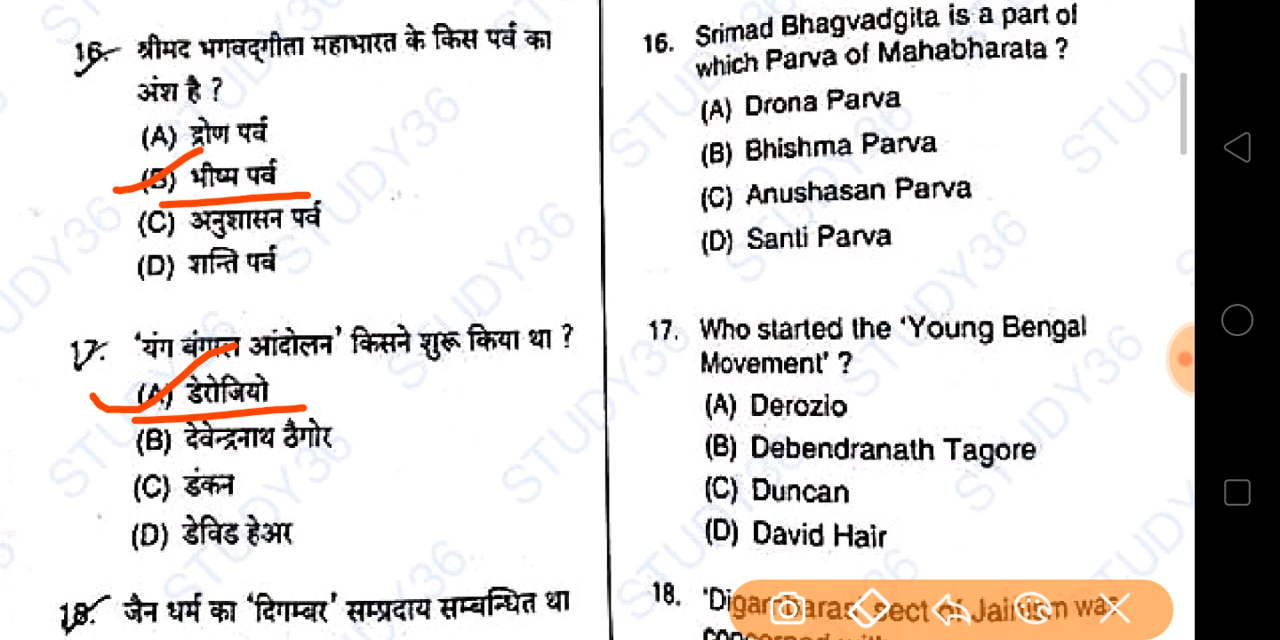 16. श्रीमद भगवद्गीता महाभारत के किस पर्व का
अंश है ?
(A) द्रोण पर्व
(B) भीष्म पर्व
(C) अनुशासन पर्व
(D) शन्ति पर्व
17. 'यंग बंगाल आंदोलन' किसने शुरू किया था ?
(A) डेरोजियो
(B) देवेन्द्रनाथ ठैगोर
(C) डंकन
(D) डेविड हेअर
18. जैन धर्म का 'दिगम्बर' सम्प्रदाय सम्बन्धित था
16. Srimad Bhagvadgita is a part of
which Parva of Mahabharata ?
(A) Drona Parva
(B) Bhishma Parva
(C) Anushasan Parva
(D) Santi Parva
17. Who started the 'Young Bengal
Movement' ?
(A) Derozio
(B) Debendranath Tagore
(C) Duncan
(D) David Hair
18. 'Digambaras' sect of Jainism was
STUDY36